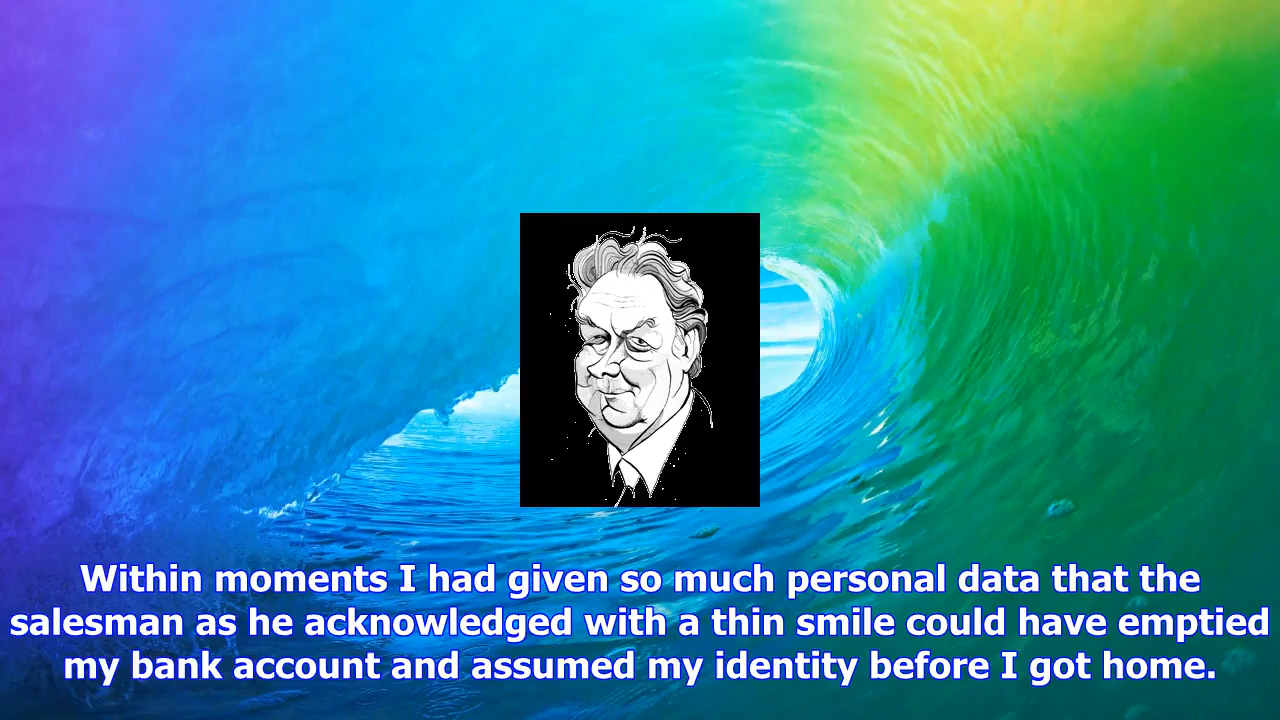 Within moments I had given so much personal data that the
salesman as he acknowledged with a thin smile could have emptied
my bank account and assumed my identity before I got home.